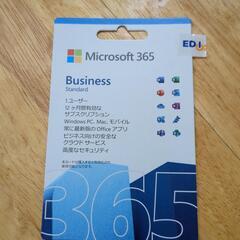 EDI
Microsoft 365
Business
Standard
1 ユーザー
12 ヶ月間有効な
サブスクリプション
Windows PC、Mac、モバイル
常に最新版の Office アプリ
ビジネス向けの安全な
クラウド サービス
高度なセキュリティ
365